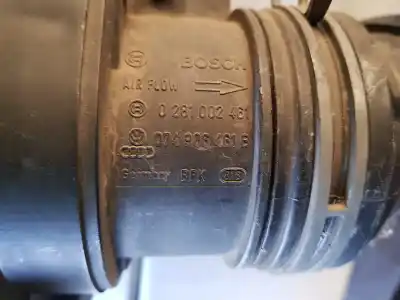 BOSCH
AIR FLOW
0 281 002 461
074 906 461 B
Germany